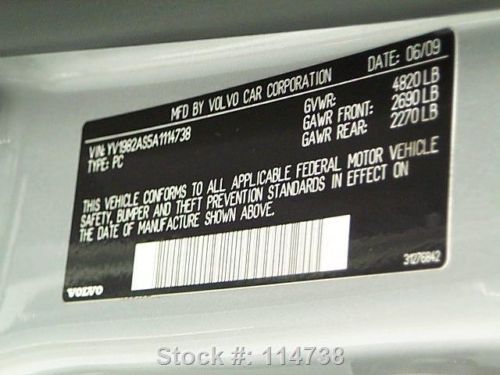 MFD BY VOLVO CAR CORPORATION
DATE: 06/09
VIN: YV1982AS5A1114738
TYPE: PC
GVWR: 4820 LB
GAWR FRONT: 2690 LB
GAWR REAR: 2270 LB
THIS VEHICLE CONFORMS TO ALL APPLICABLE FEDERAL MOTOR VEHICLE
SAFETY, BUMPER AND THEFT PREVENTION STANDARDS IN EFFECT ON
THE DATE OF MANUFACTURE SHOWN ABOVE.
VOLVO
31276842
Stock #: 114738